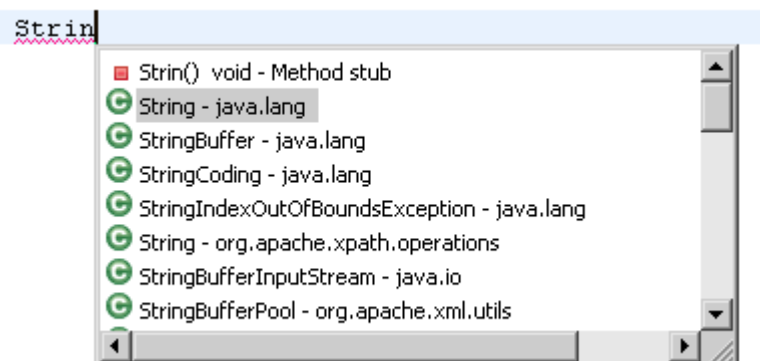 Strin
Strin() void - Method stub
String - java.lang
StringBuffer - java.lang
StringCoding - java.lang
StringIndexOutOfBoundsException - java.lang
String - org.apache.xpath.operations
StringBufferInputStream - java.io
StringBufferPool - org.apache.xml.utils